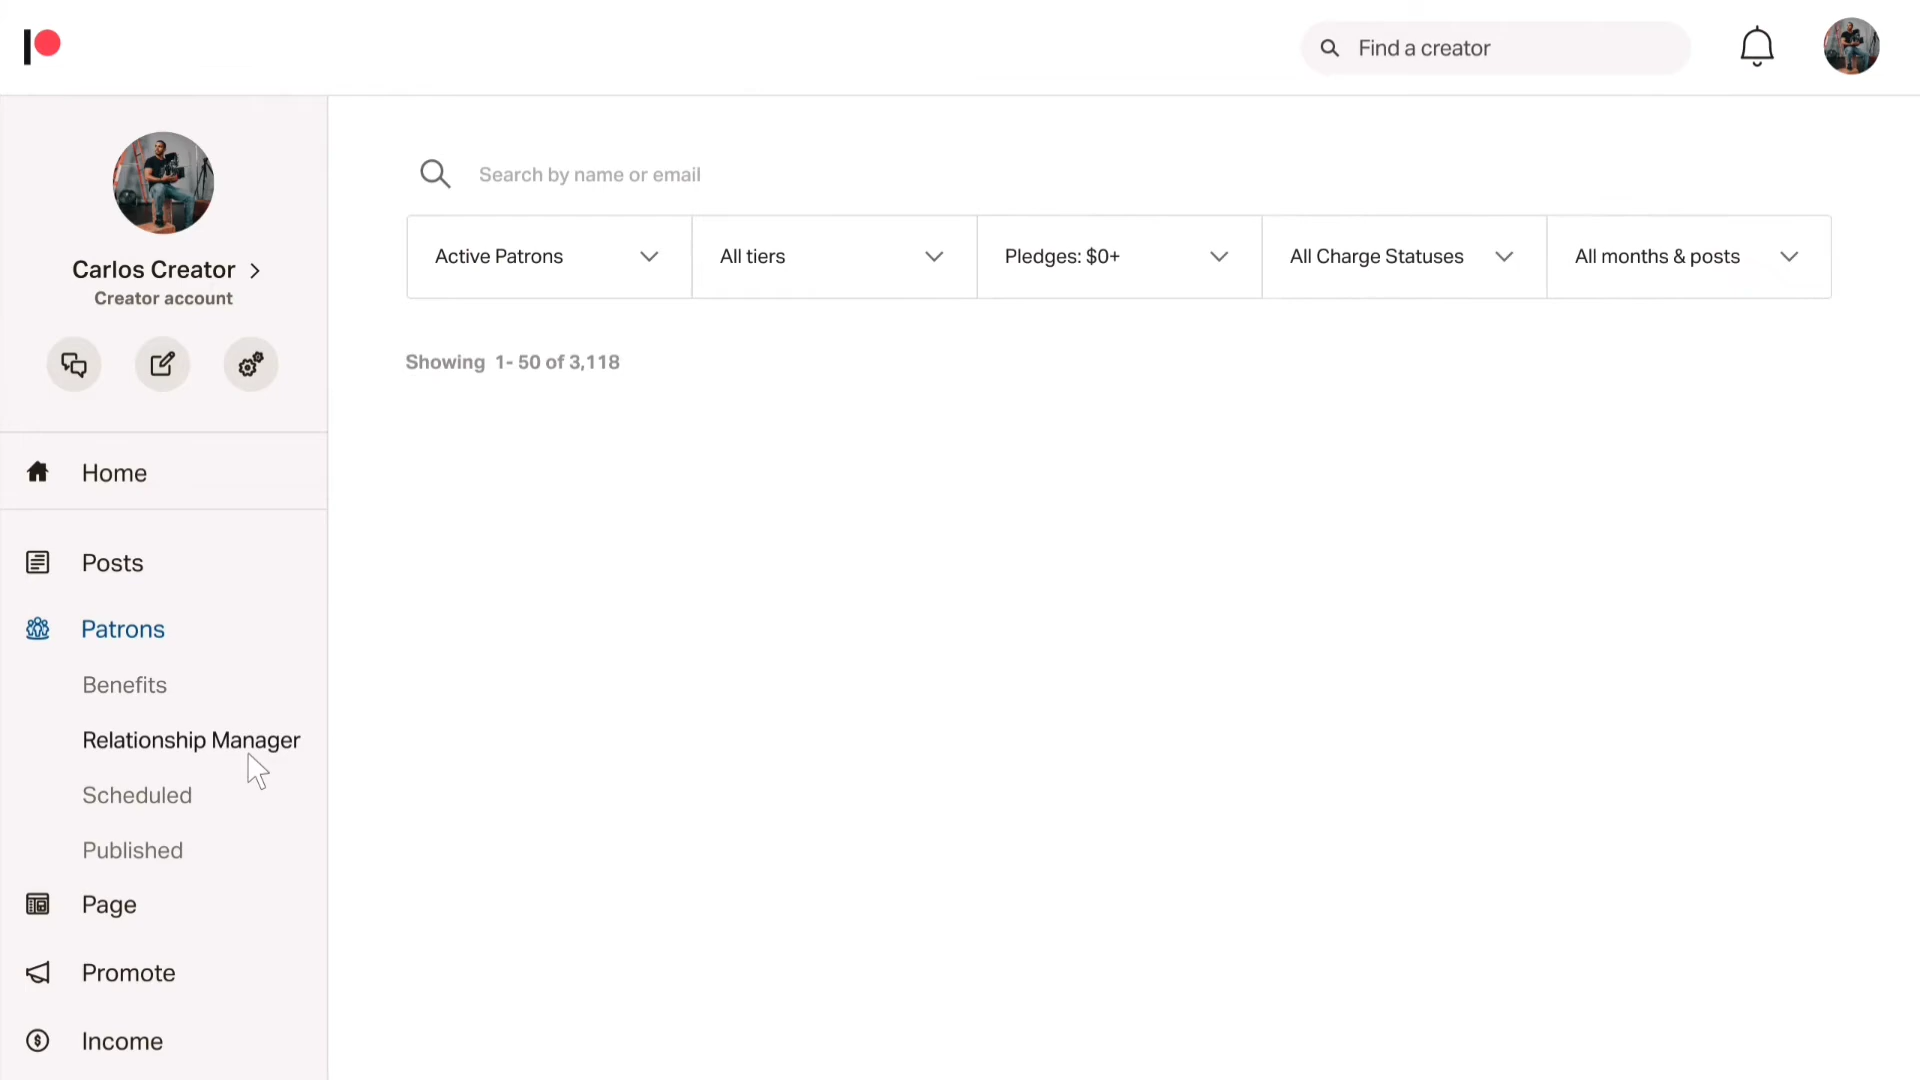 Find a creator
Carlos Creator
Creator account
Home
Posts
Patrons
Benefits
Relationship Manager
Scheduled
Published
Page
Promote
Income
Search by name or email
Active Patrons
All tiers
Pledges: $0+
All Charge Statuses
All months & posts
Showing 1- 50 of 3,118